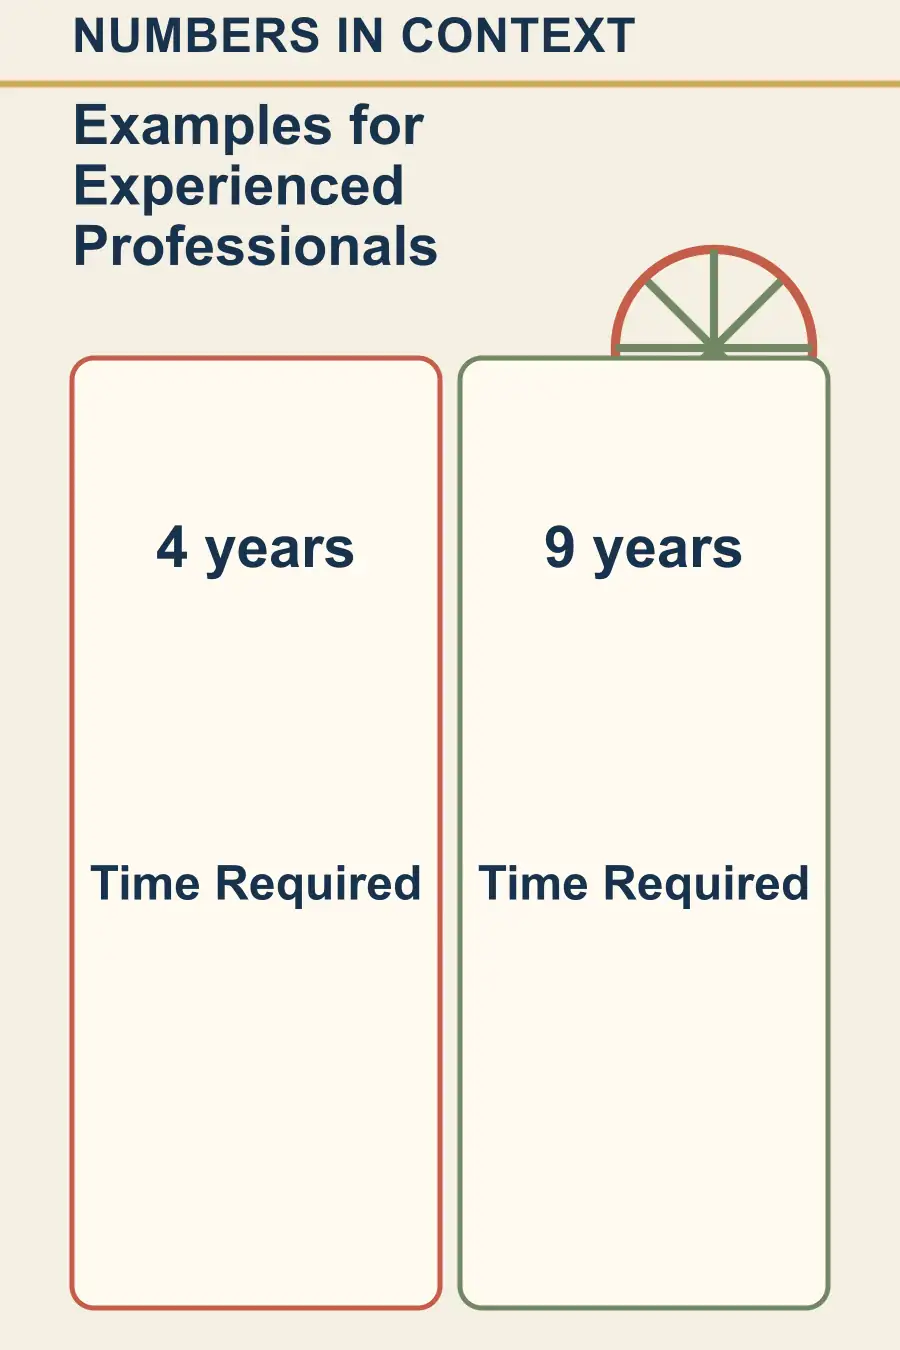 NUMBERS IN CONTEXT
Examples for
Experienced
Professionals
4 years
Time Required
9 years
Time Required